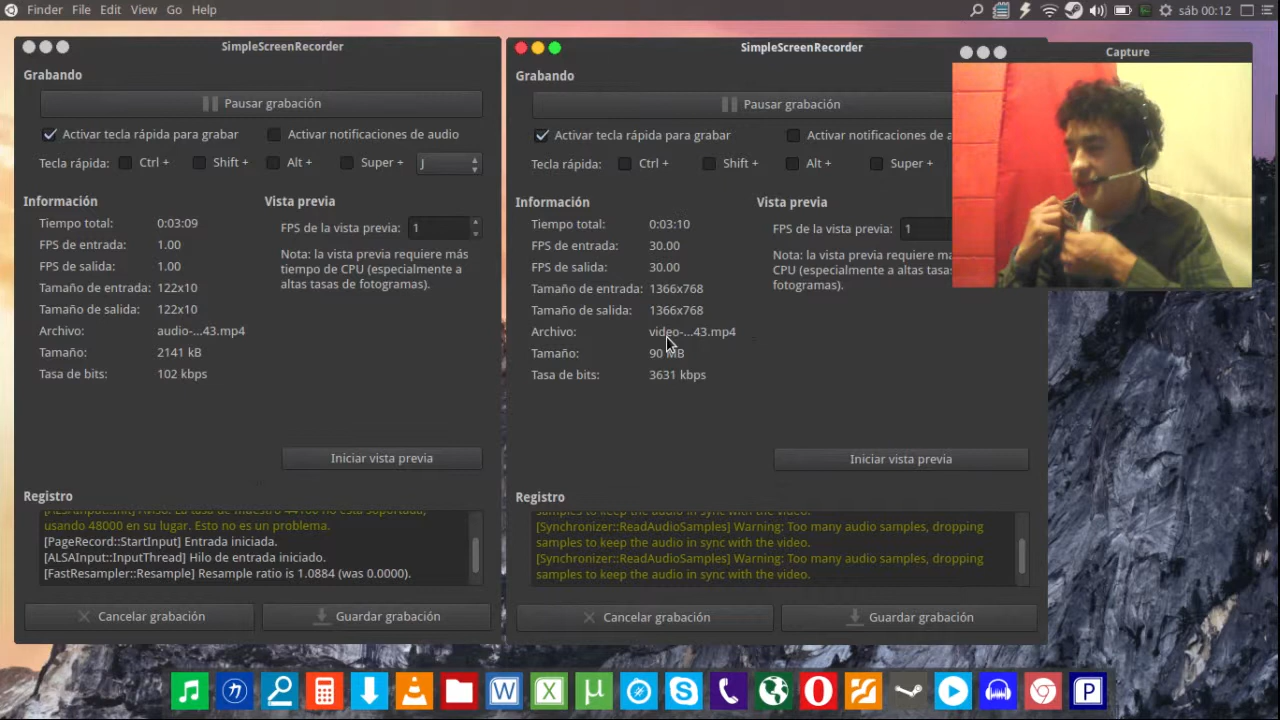 Finder File Edit View Go Help
sáb 00:12
SimpleScreenRecorder
Grabando
Pausar grabación
Activar tecla rápida para grabar
Activar notificaciones de audio
Tecla rápida: Ctrl + Shift + Alt + Super + J
Información
Tiempo total: 0:03:09
FPS de entrada: 1.00
FPS de salida: 1.00
Tamaño de entrada: 122x10
Tamaño de salida: 122x10
Archivo: audio-...43.mp4
Tamaño: 2141 kB
Tasa de bits: 102 kbps
Vista previa
FPS de la vista previa: 1
Nota: la vista previa requiere más
tiempo de CPU (especialmente a
altas tasas de fotogramas).
Iniciar vista previa
Registro
usando 48000 en su lugar. Esto no es un problema.
[PageRecord::StartInput] Entrada iniciada.
[ALSAInput::InputThread] Hilo de entrada iniciado.
[FastResampler::Resample] Resample ratio is 1.0884 (was 0.0000).
Cancelar grabación
Guardar grabación
SimpleScreenRecorder
Grabando
Pausar grabación
Activar tecla rápida para grabar
Activar notificaciones de a
Tecla rápida: Ctrl + Shift + Alt + Super +
Información
Tiempo total: 0:03:10
FPS de entrada: 30.00
FPS de salida: 30.00
Tamaño de entrada: 1366x768
Tamaño de salida: 1366x768
Archivo: video-...43.mp4
Tamaño: 90 MB
Tasa de bits: 3631 kbps
Vista previa
FPS de la vista previa: 1
Nota: la vista previa requiere má
CPU (especialmente a altas tasas
fotogramas).
Iniciar vista previa
Registro
samples to keep the audio in sync with the video.
[Synchronizer::ReadAudioSamples] Warning: Too many audio samples, dropping
samples to keep the audio in sync with the video.
[Synchronizer::ReadAudioSamples] Warning: Too many audio samples, dropping
samples to keep the audio in sync with the video.
Cancelar grabación
Guardar grabación
Capture
W X µ S P